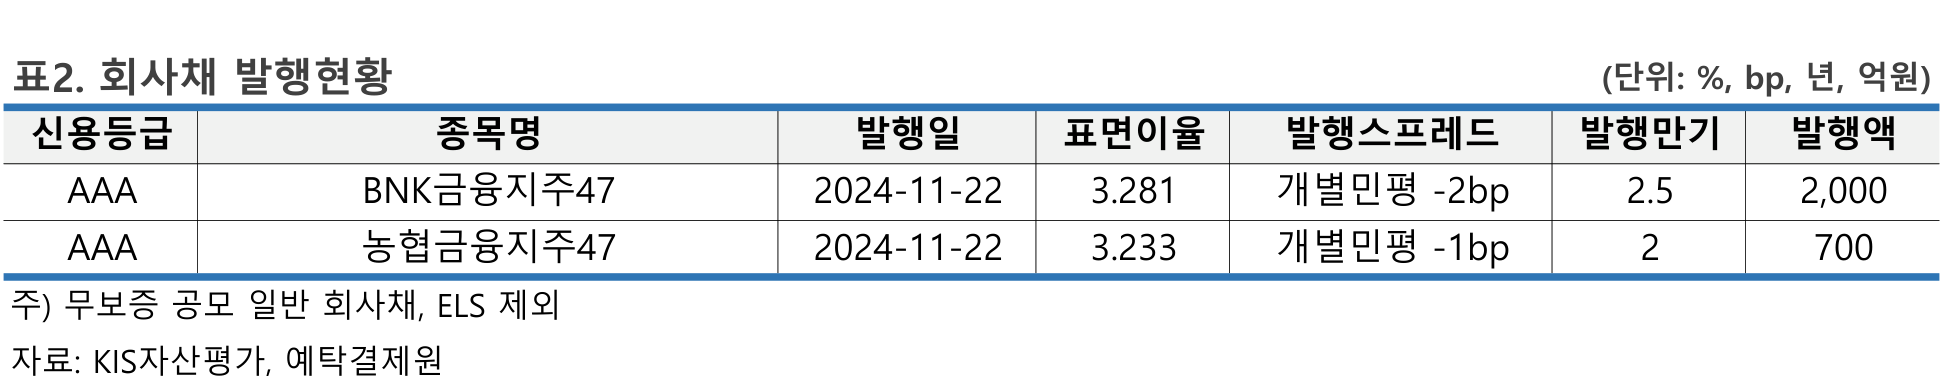 표2. 회사채 발행현황 (단위: %, bp, 년, 억원)
신용등급 종목명 발행일 표면이율 발행스프레드 발행만기 발행액
AAA BNK금융지주47 2024-11-22 3.281 개별민평 -2bp 2.5 2,000
AAA 농협금융지주47 2024-11-22 3.233 개별민평 -1bp 2 700
주) 무보증 공모 일반 회사채, ELS 제외
자료: KIS자산평가, 예탁결제원